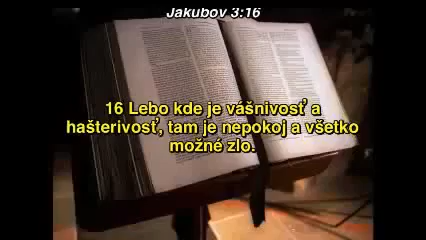 Jakubov 3:16
16 Lebo kde je vášnivosť a
hašterivosť, tam je nepokoj a všetko
možné zlo.